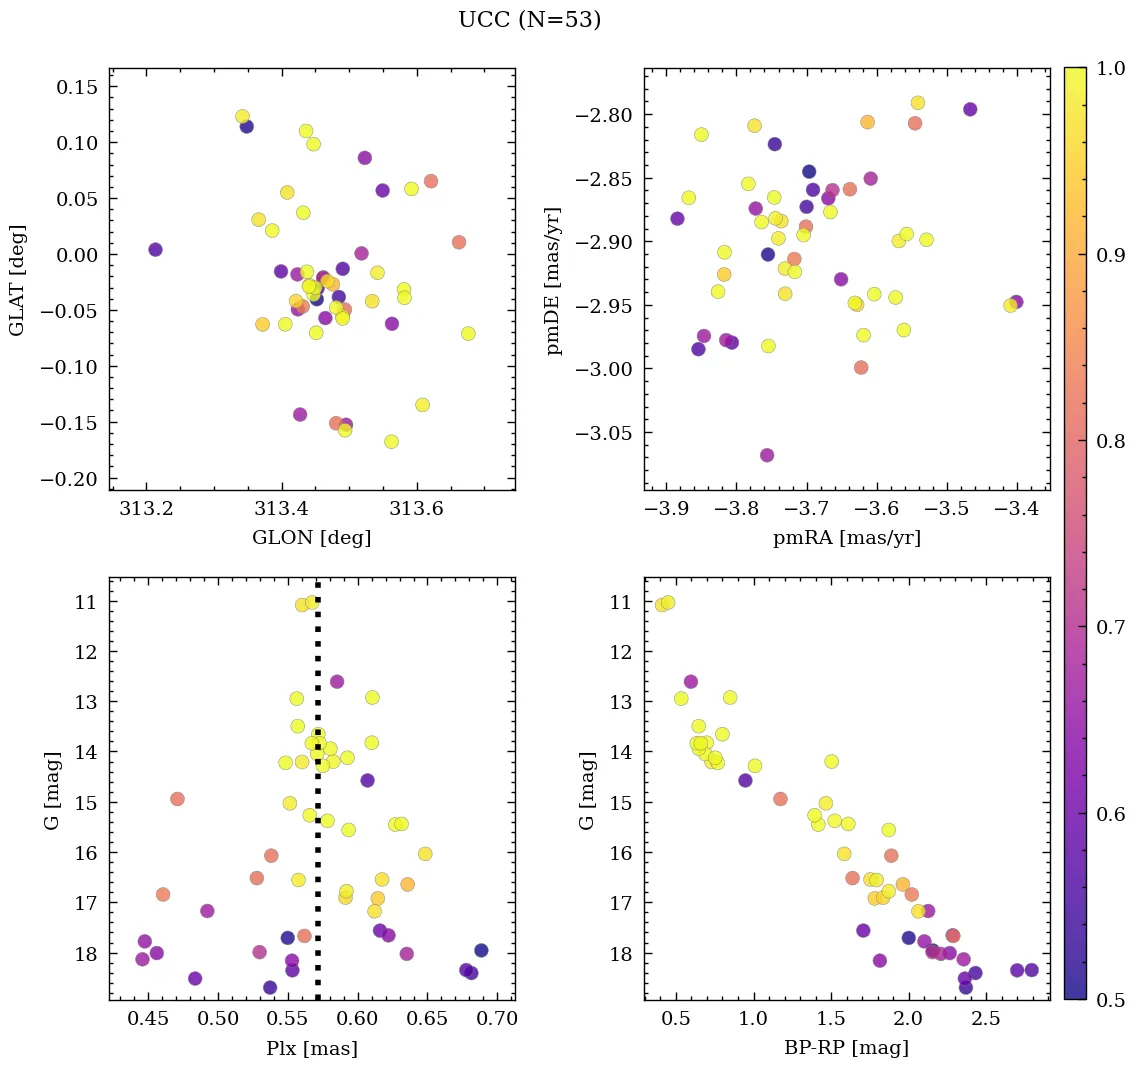 UCC (N=53)
0.15
0.10
0.05
0.00
−0.05
−0.10
−0.15
−0.20
GLAT [deg]
313.2 313.4 313.6
GLON [deg]
−2.80
−2.85
−2.90
−2.95
−3.00
−3.05
pmDE [mas/yr]
−3.9 −3.8 −3.7 −3.6 −3.5 −3.4
pmRA [mas/yr]
11
12
13
14
15
16
17
18
G [mag]
0.45 0.50 0.55 0.60 0.65 0.70
Plx [mas]
11
12
13
14
15
16
17
18
G [mag]
0.5 1.0 1.5 2.0 2.5
BP-RP [mag]
1.0
0.9
0.8
0.7
0.6
0.5